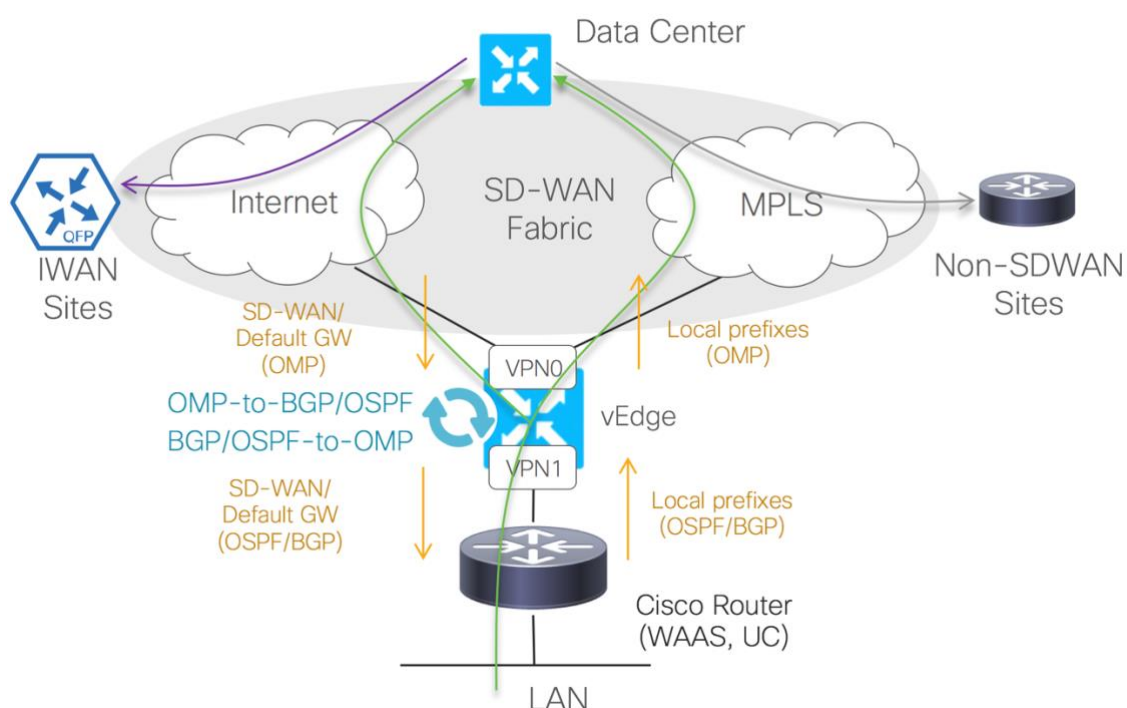 Data Center
Internet
SD-WAN
Fabric
MPLS
QFP
IWAN
Sites
Non-SDWAN
Sites
SD-WAN/
Default GW
(OMP)
Local prefixes
(OMP)
VPN0
OMP-to-BGP/OSPF
BGP/OSPF-to-OMP
vEdge
VPN1
SD-WAN/
Default GW
(OSPF/BGP)
Local prefixes
(OSPF/BGP)
Cisco Router
(WAAS, UC)
LAN